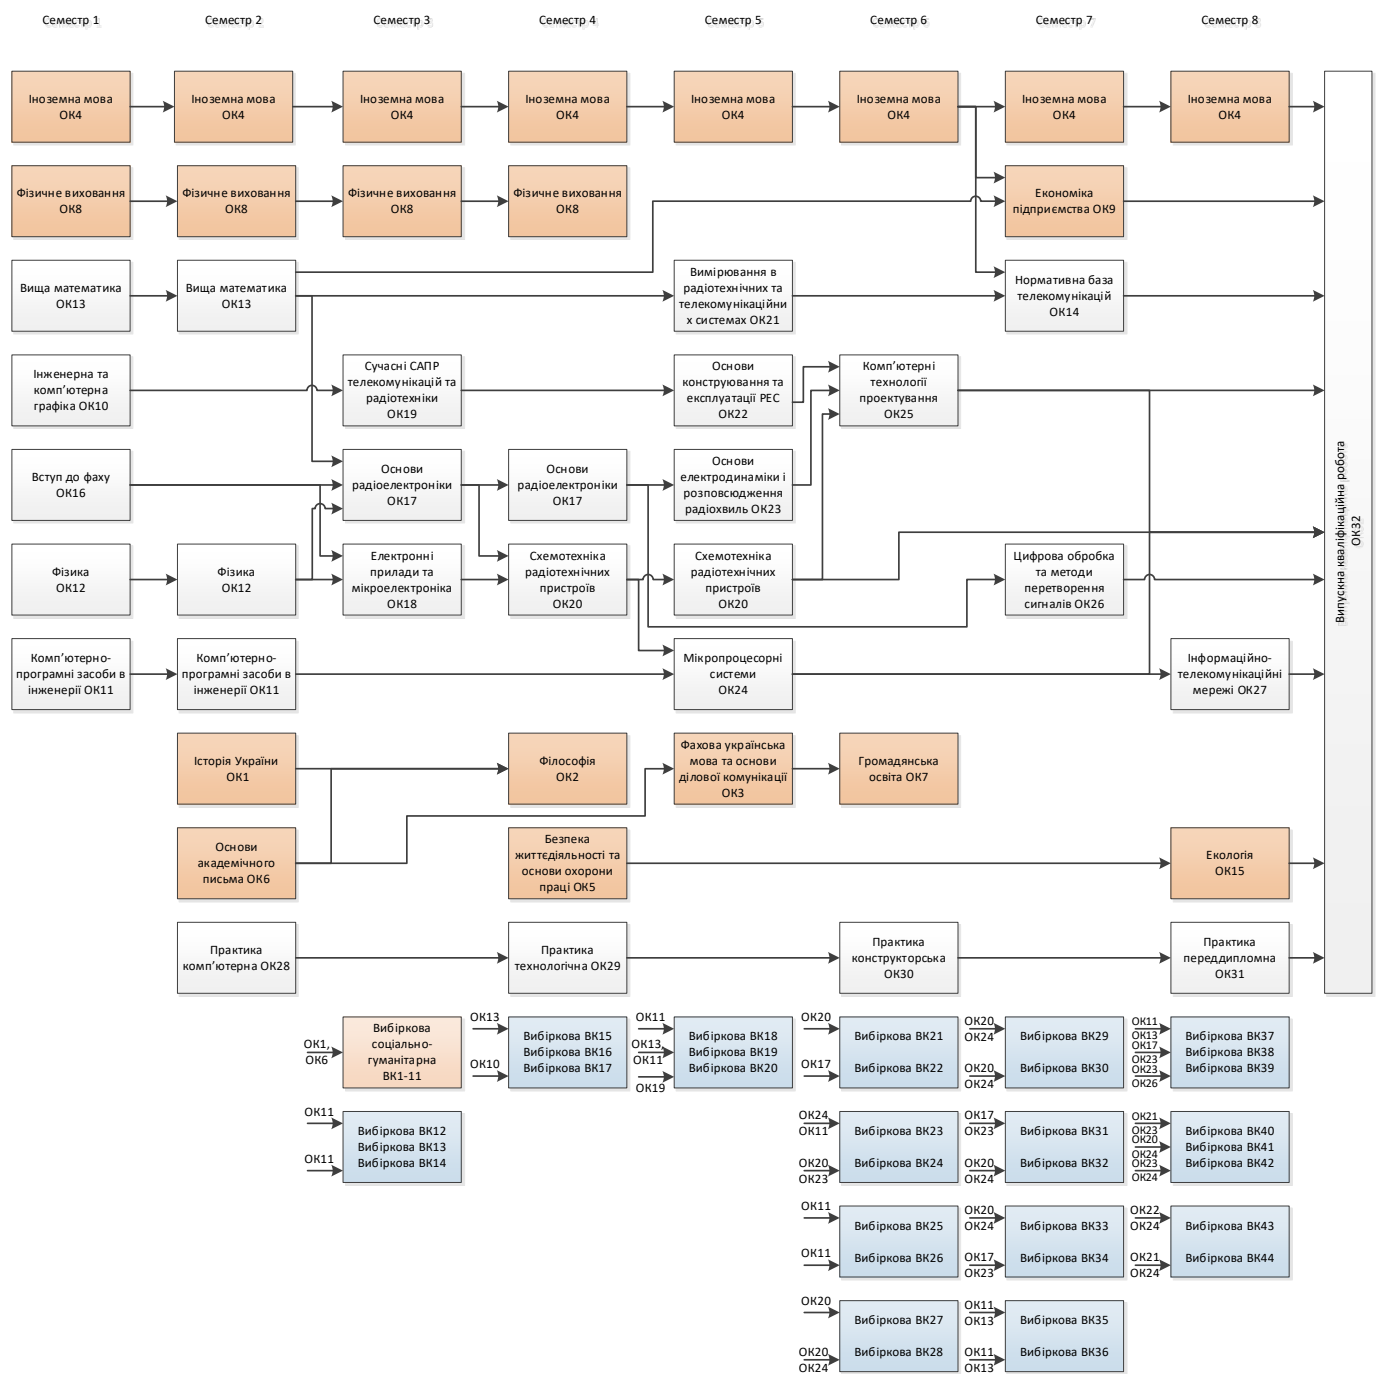 Семестр 1
Семестр 2
Семестр 3
Семестр 4
Семестр 5
Семестр 6
Семестр 7
Семестр 8
Іноземна мова
ОК4
Іноземна мова
ОК4
Іноземна мова
ОК4
Іноземна мова
ОК4
Іноземна мова
ОК4
Іноземна мова
ОК4
Іноземна мова
ОК4
Іноземна мова
ОК4
Фізичне виховання
ОК8
Фізичне виховання
ОК8
Фізичне виховання
ОК8
Фізичне виховання
ОК8
Економіка
підприємства ОК9
Вища математика
ОК13
Вища математика
ОК13
Вимірювання в
радіотехнічних та
телекомунікаційни
х системах ОК21
Нормативна база
телекомунікацій
ОК14
Інженерна та
комп’ютерна
графіка ОК10
Сучасні САПР
телекомунікацій та
радіотехніки
ОК19
Основи
конструювання та
експлуатації РЕС
ОК22
Комп’ютерні
технології
проектування
ОК25
Вступ до фаху
ОК16
Основи
радіоелектроніки
ОК17
Основи
радіоелектроніки
ОК17
Основи
електродинаміки і
розповсюдження
радіохвиль ОК23
Фізика
ОК12
Фізика
ОК12
Електронні
прилади та
мікроелектроніка
ОК18
Схемотехніка
радіотехнічних
пристроїв
ОК20
Схемотехніка
радіотехнічних
пристроїв
ОК20
Цифрова обробка
та методи
перетворення
сигналів ОК26
Випускна кваліфікаційна робота
ОК32
Комп’ютерно-
програмні засоби в
інженерії ОК11
Комп’ютерно-
програмні засоби в
інженерії ОК11
Мікропроцесорні
системи
ОК24
Інформаційно-
телекомунікаційні
мережі ОК27
Історія України
ОК1
Філософія
ОК2
Фахова українська
мова та основи
ділової комунікації
ОК3
Громадянська
освіта ОК7
Основи
академічного
письма ОК6
Безпека
життєдіяльності та
основи охорони
праці ОК5
Екологія
ОК15
Практика
комп’ютерна ОК28
Практика
технологічна ОК29
Практика
конструкторська
ОК30
Практика
переддипломна
ОК31
ОК1,
ОК6
Вибіркова
соціально-
гуманітарна
ВК1-11
ОК13
ОК10
Вибіркова ВК15
Вибіркова ВК16
Вибіркова ВК17
ОК11
ОК13,
ОК11
ОК19
Вибіркова ВК18
Вибіркова ВК19
Вибіркова ВК20
ОК20
ОК17
Вибіркова ВК21
Вибіркова ВК22
ОК20
ОК24
ОК20
ОК24
Вибіркова ВК29
Вибіркова ВК30
ОК11
ОК13
ОК17
ОК23
ОК23
ОК26
Вибіркова ВК37
Вибіркова ВК38
Вибіркова ВК39
ОК11
ОК11
Вибіркова ВК12
Вибіркова ВК13
Вибіркова ВК14
ОК24
ОК11
ОК20
ОК23
Вибіркова ВК23
Вибіркова ВК24
ОК17
ОК23
ОК20
ОК24
Вибіркова ВК31
Вибіркова ВК32
ОК21
ОК23
ОК20
ОК24
ОК23
ОК24
Вибіркова ВК40
Вибіркова ВК41
Вибіркова ВК42
ОК11
ОК11
Вибіркова ВК25
Вибіркова ВК26
ОК20
ОК24
ОК17
ОК23
Вибіркова ВК33
Вибіркова ВК34
ОК22
ОК24
ОК21
ОК24
Вибіркова ВК43
Вибіркова ВК44
ОК20
ОК20
ОК24
Вибіркова ВК27
Вибіркова ВК28
ОК11
ОК13
ОК11
ОК13
Вибіркова ВК35
Вибіркова ВК36